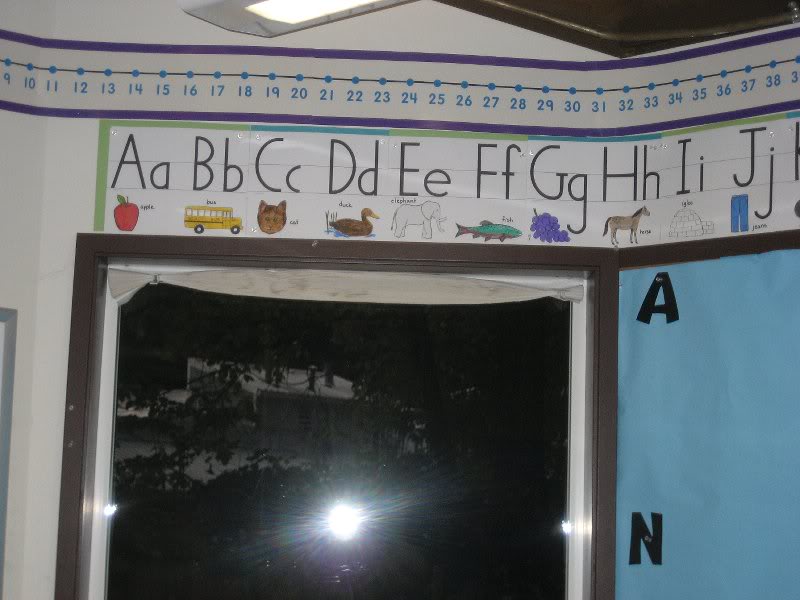 9 10 11 12 13 14 15 16 17 18 19 20 21 22 23 24 25 26 27 28 29 30 31 32 33 34 35 36 37 38
Aa Bb Cc Dd Ee Ff Gg Hh Ii Jj
apple bus cat duck elephant fish horse igloo jeans
A
N